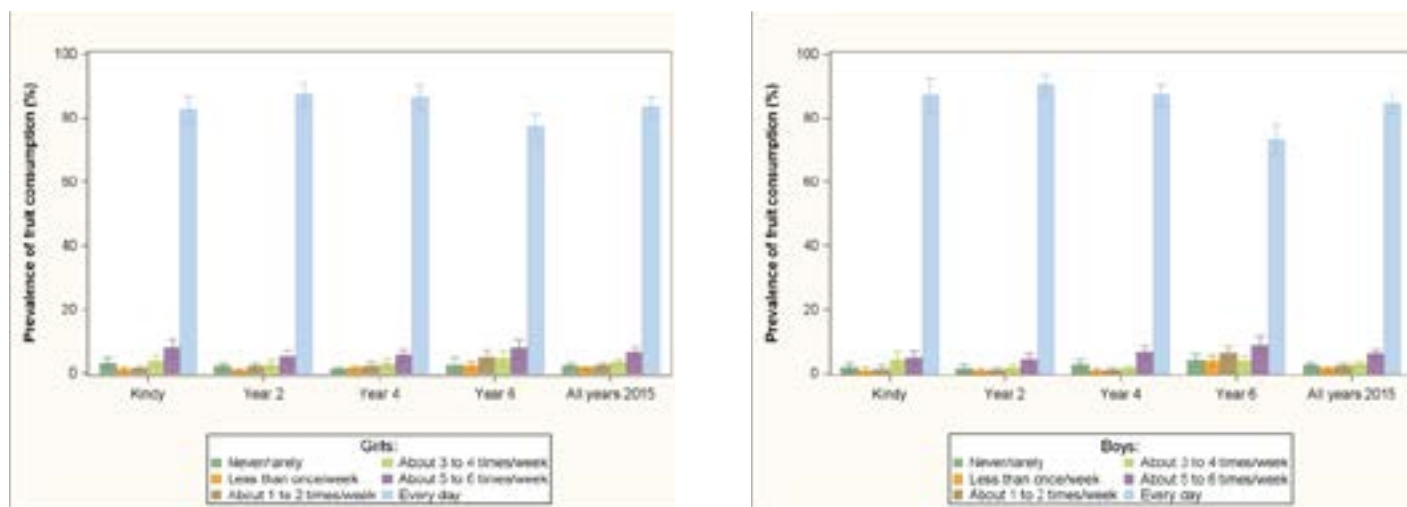 Prevalence of fruit consumption (%)
100
80
60
40
20
0
Kindy Year 2 Year 4 Year 6 All years 2015
Girls:
Never/rarely About 3 to 4 times/week
Less than once/week About 5 to 6 times/week
About 1 to 2 times/week Every day
Prevalence of fruit consumption (%)
100
80
60
40
20
0
Kindy Year 2 Year 4 Year 6 All years 2015
Boys:
Never/rarely About 3 to 4 times/week
Less than once/week About 5 to 6 times/week
About 1 to 2 times/week Every day